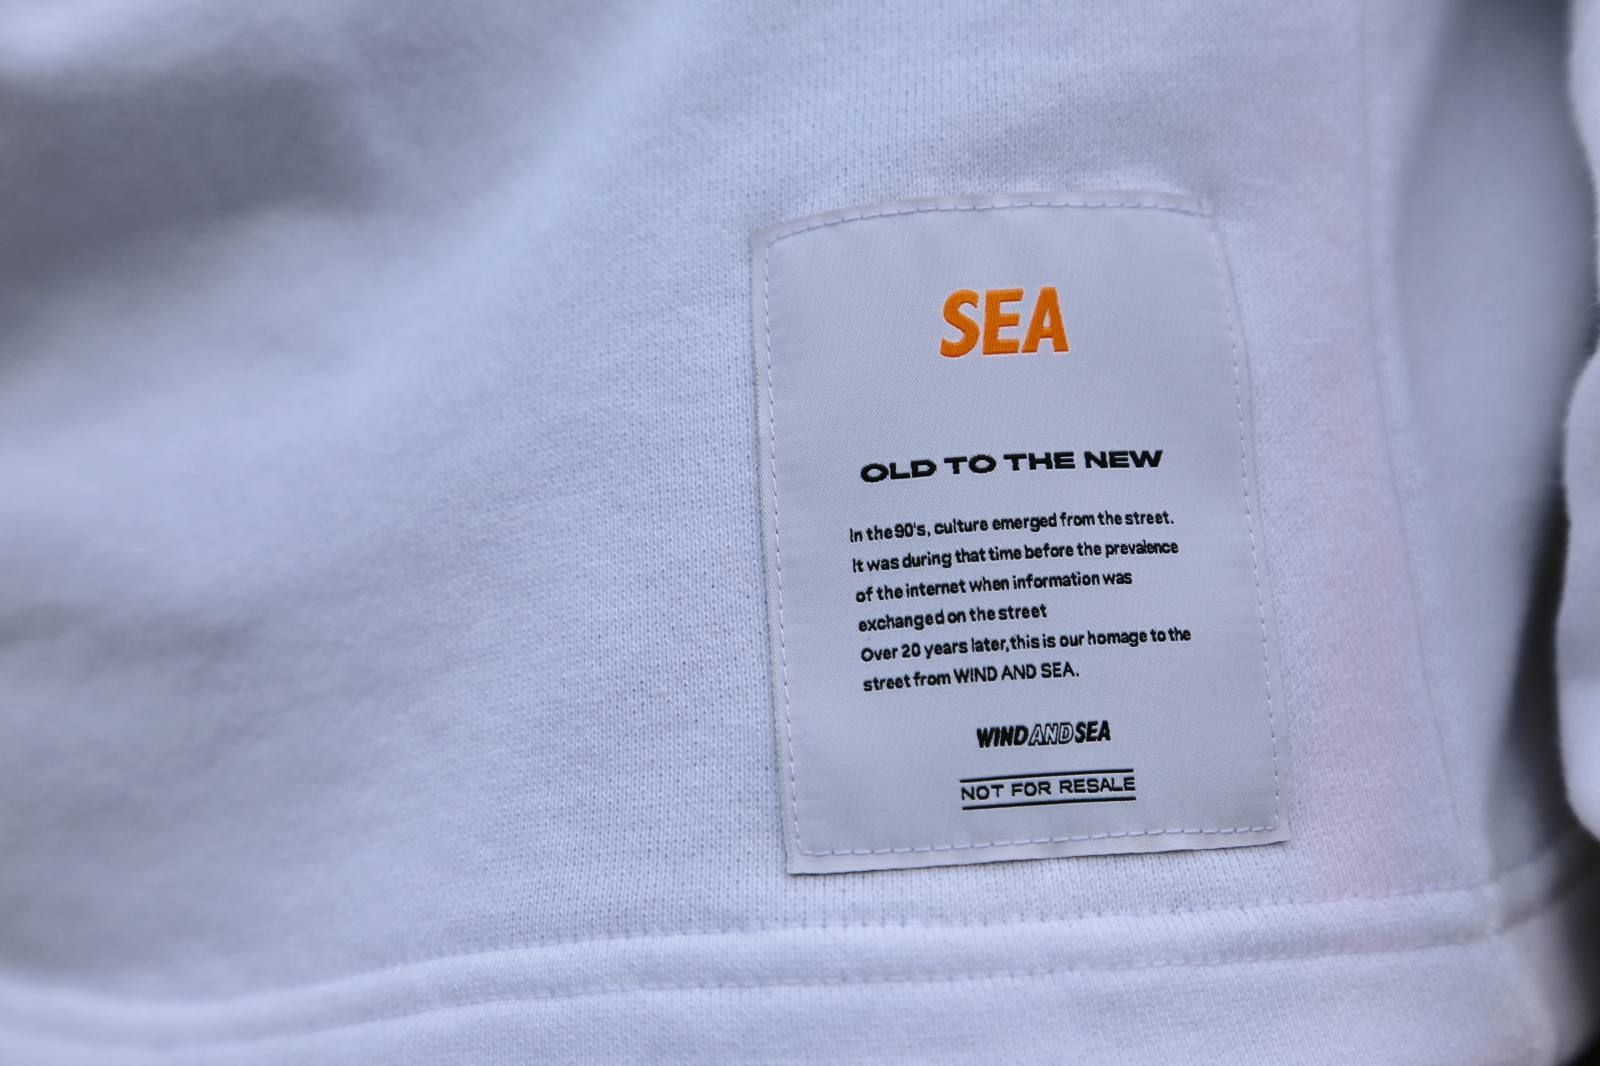 SEA
OLD TO THE NEW
In the 90's, culture emerged from the street.
It was during that time before the prevalence
of the internet when information was
exchanged on the street
Over 20 years later, this is our homage to the
street from WIND AND SEA.
WINDANDSEA
NOT FOR RESALE